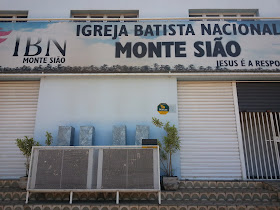 IBN
MONTE SIÃO
IGREJA BATISTA NACIONAL
MONTE SIÃO
JESUS É A RESPO